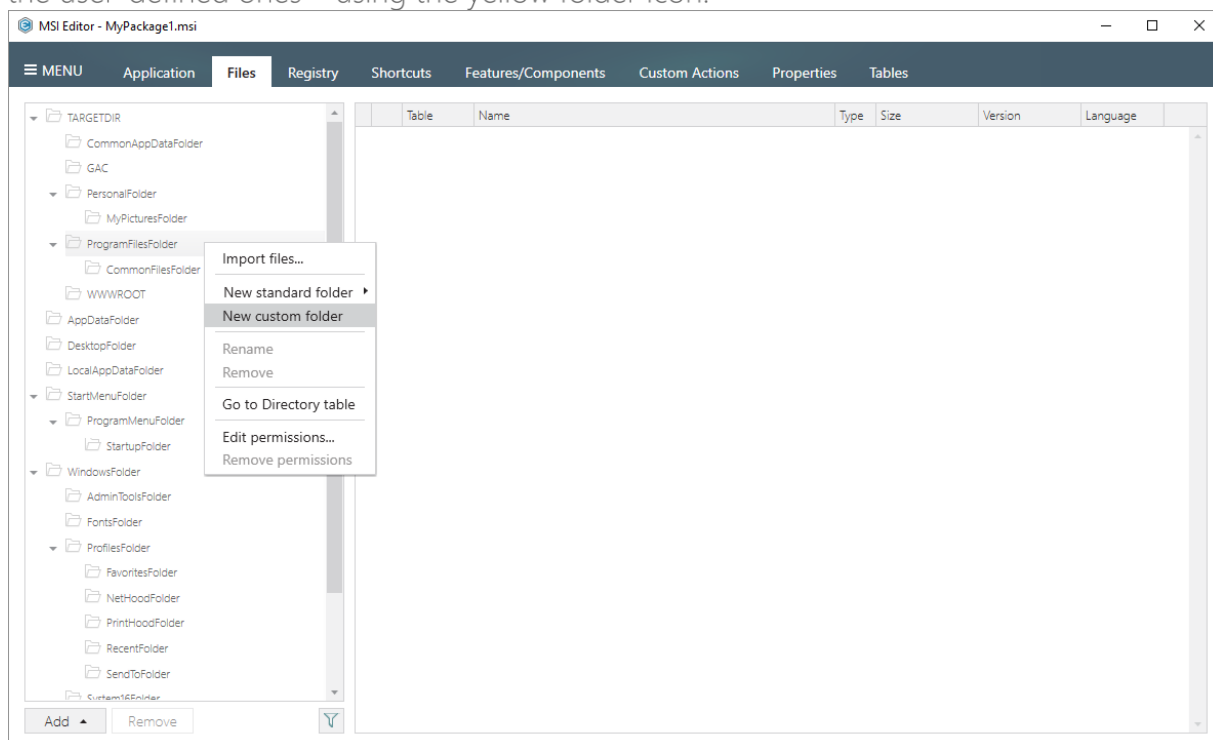 the user-defined ones – using the yellow folder icon.
MSI Editor - MyPackage1.msi
MENU Application Files Registry Shortcuts Features/Components Custom Actions Properties Tables
Table Name Type Size Version Language
TARGETDIR
CommonAppDataFolder
GAC
PersonalFolder
MyPicturesFolder
ProgramFilesFolder
CommonFilesFolder
WWWROOT
AppDataFolder
DesktopFolder
LocalAppDataFolder
StartMenuFolder
ProgramMenuFolder
StartupFolder
WindowsFolder
AdminToolsFolder
FontsFolder
ProfilesFolder
FavoritesFolder
NetHoodFolder
PrintHoodFolder
RecentFolder
SendToFolder
System16Folder
Import files...
New standard folder
New custom folder
Rename
Remove
Go to Directory table
Edit permissions...
Remove permissions
Add Remove